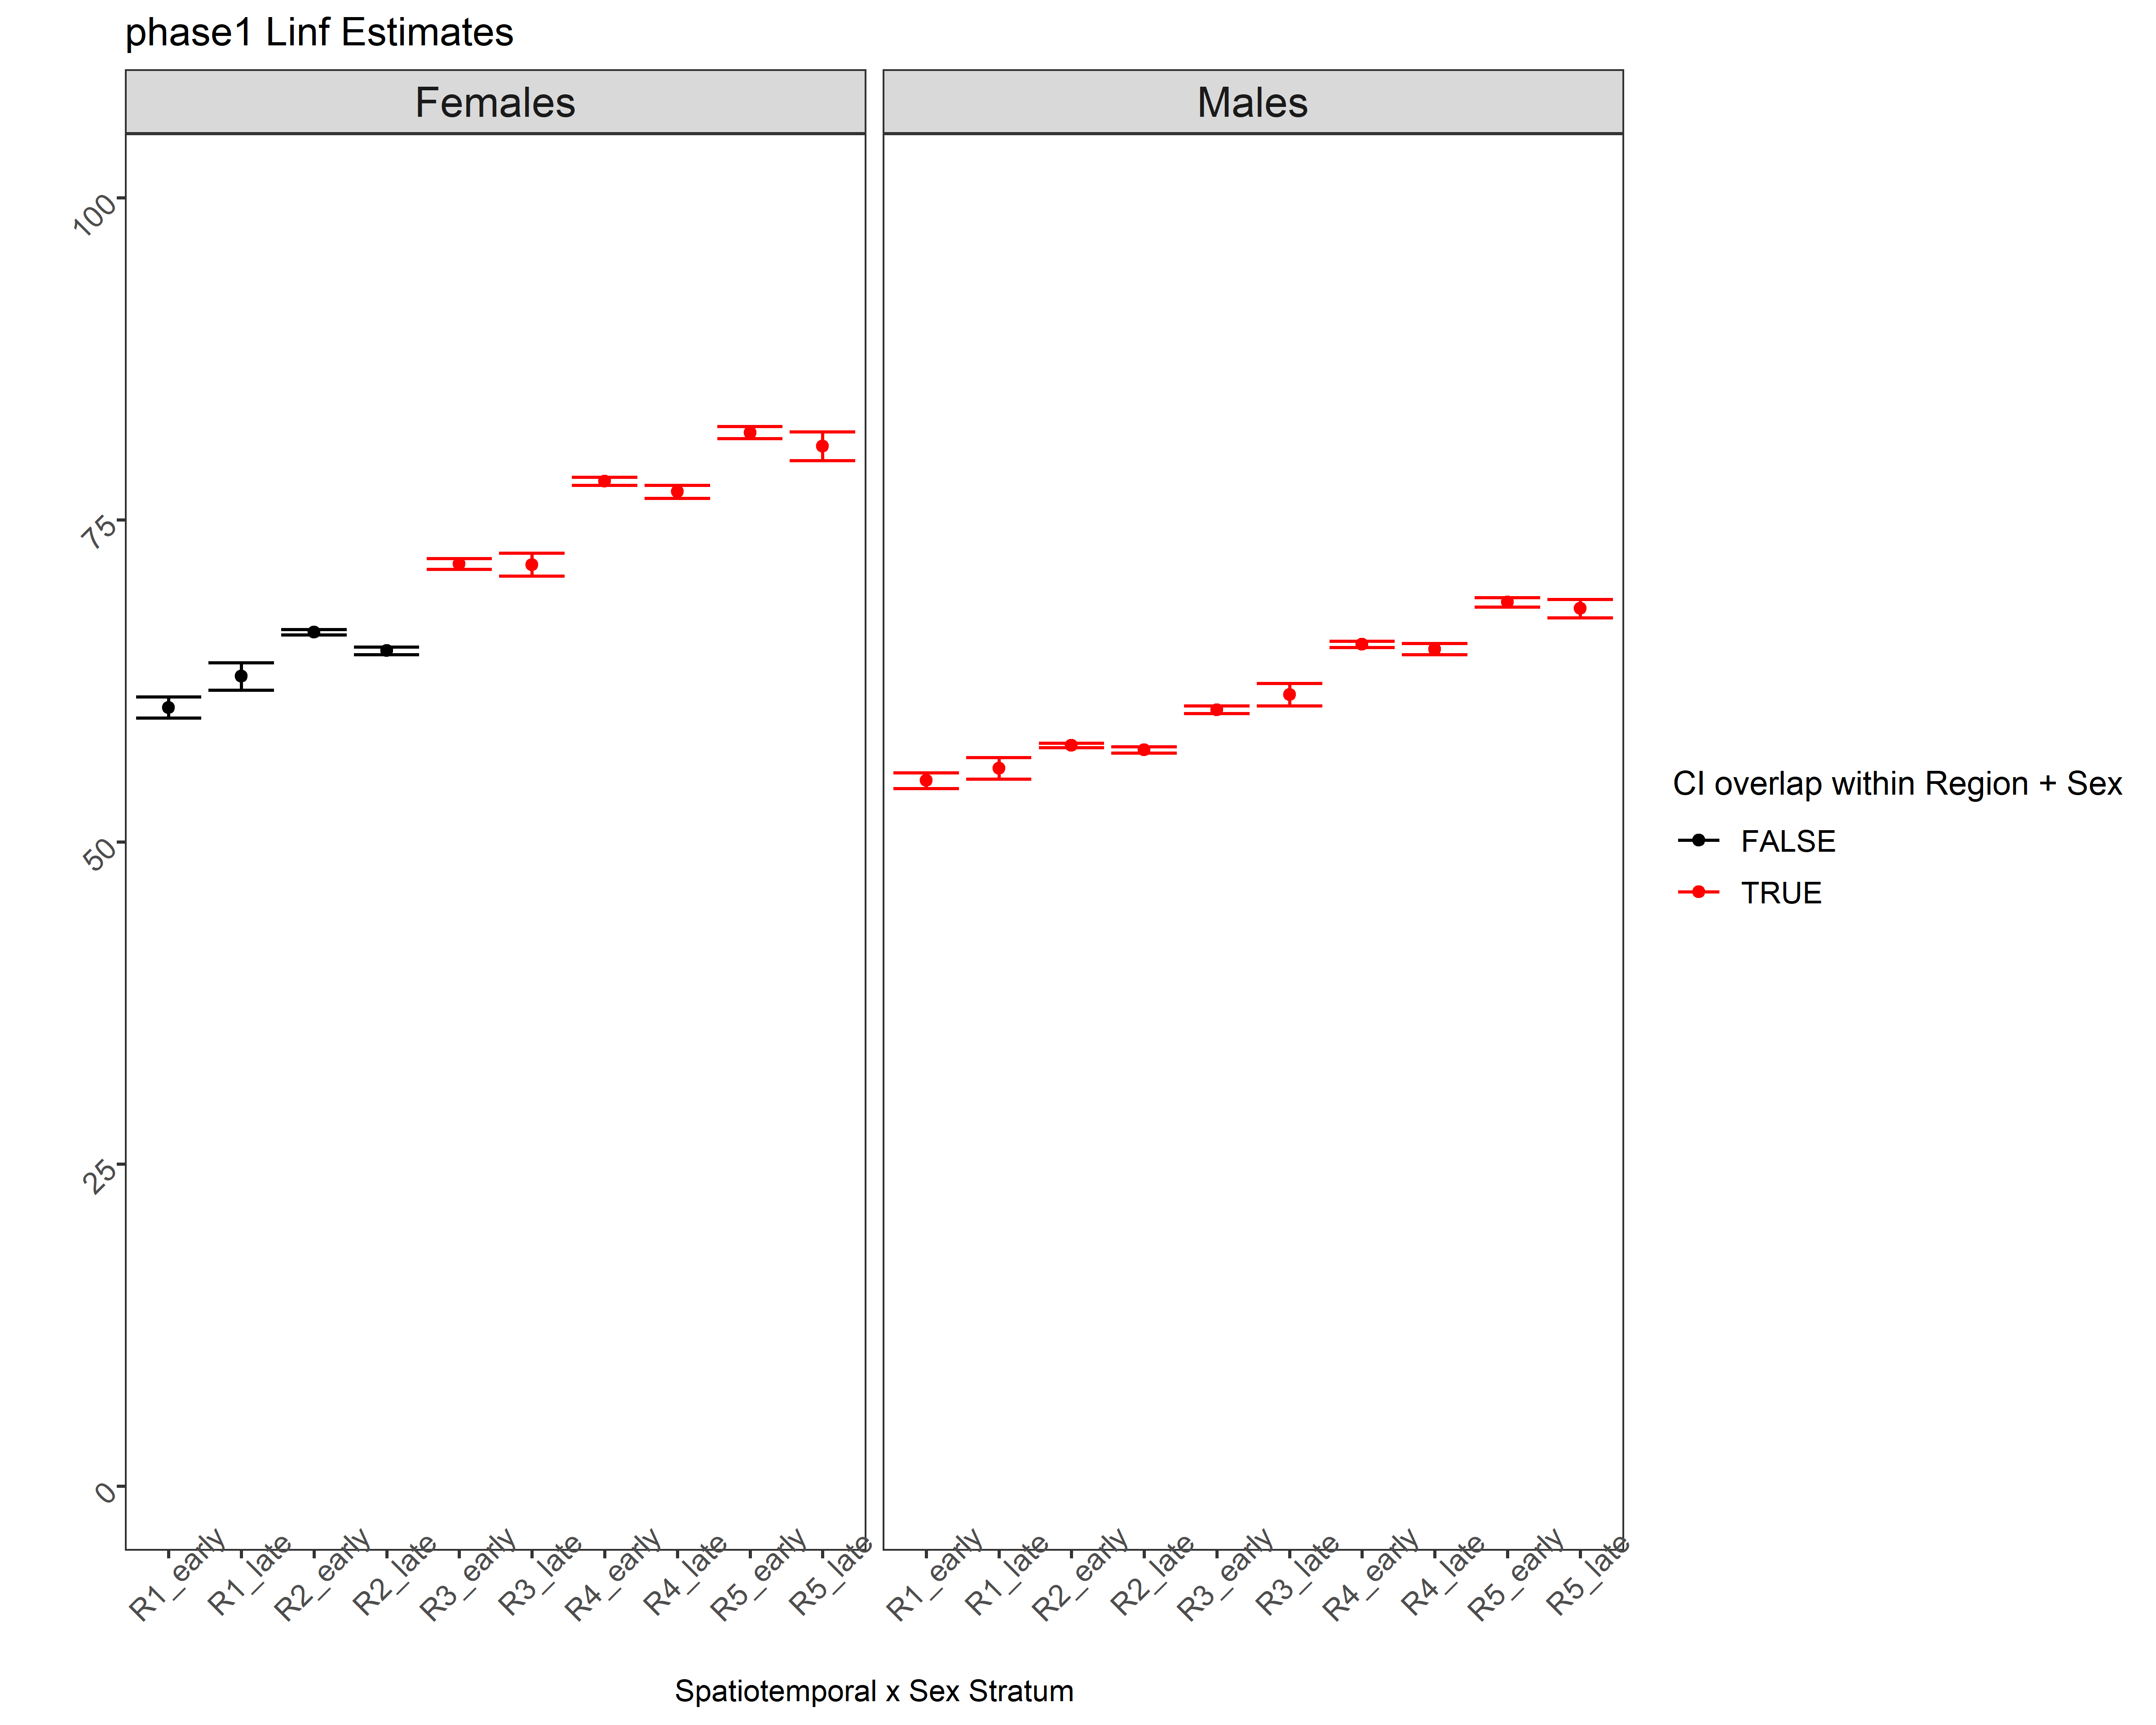 phase1 Linf Estimates
Females
Males
100
75
50
25
0
R1_early
R1_late
R2_early
R2_late
R3_early
R3_late
R4_early
R4_late
R5_early
R5_late
R1_early
R1_late
R2_early
R2_late
R3_early
R3_late
R4_early
R4_late
R5_early
R5_late
Spatiotemporal x Sex Stratum
CI overlap within Region + Sex
FALSE
TRUE